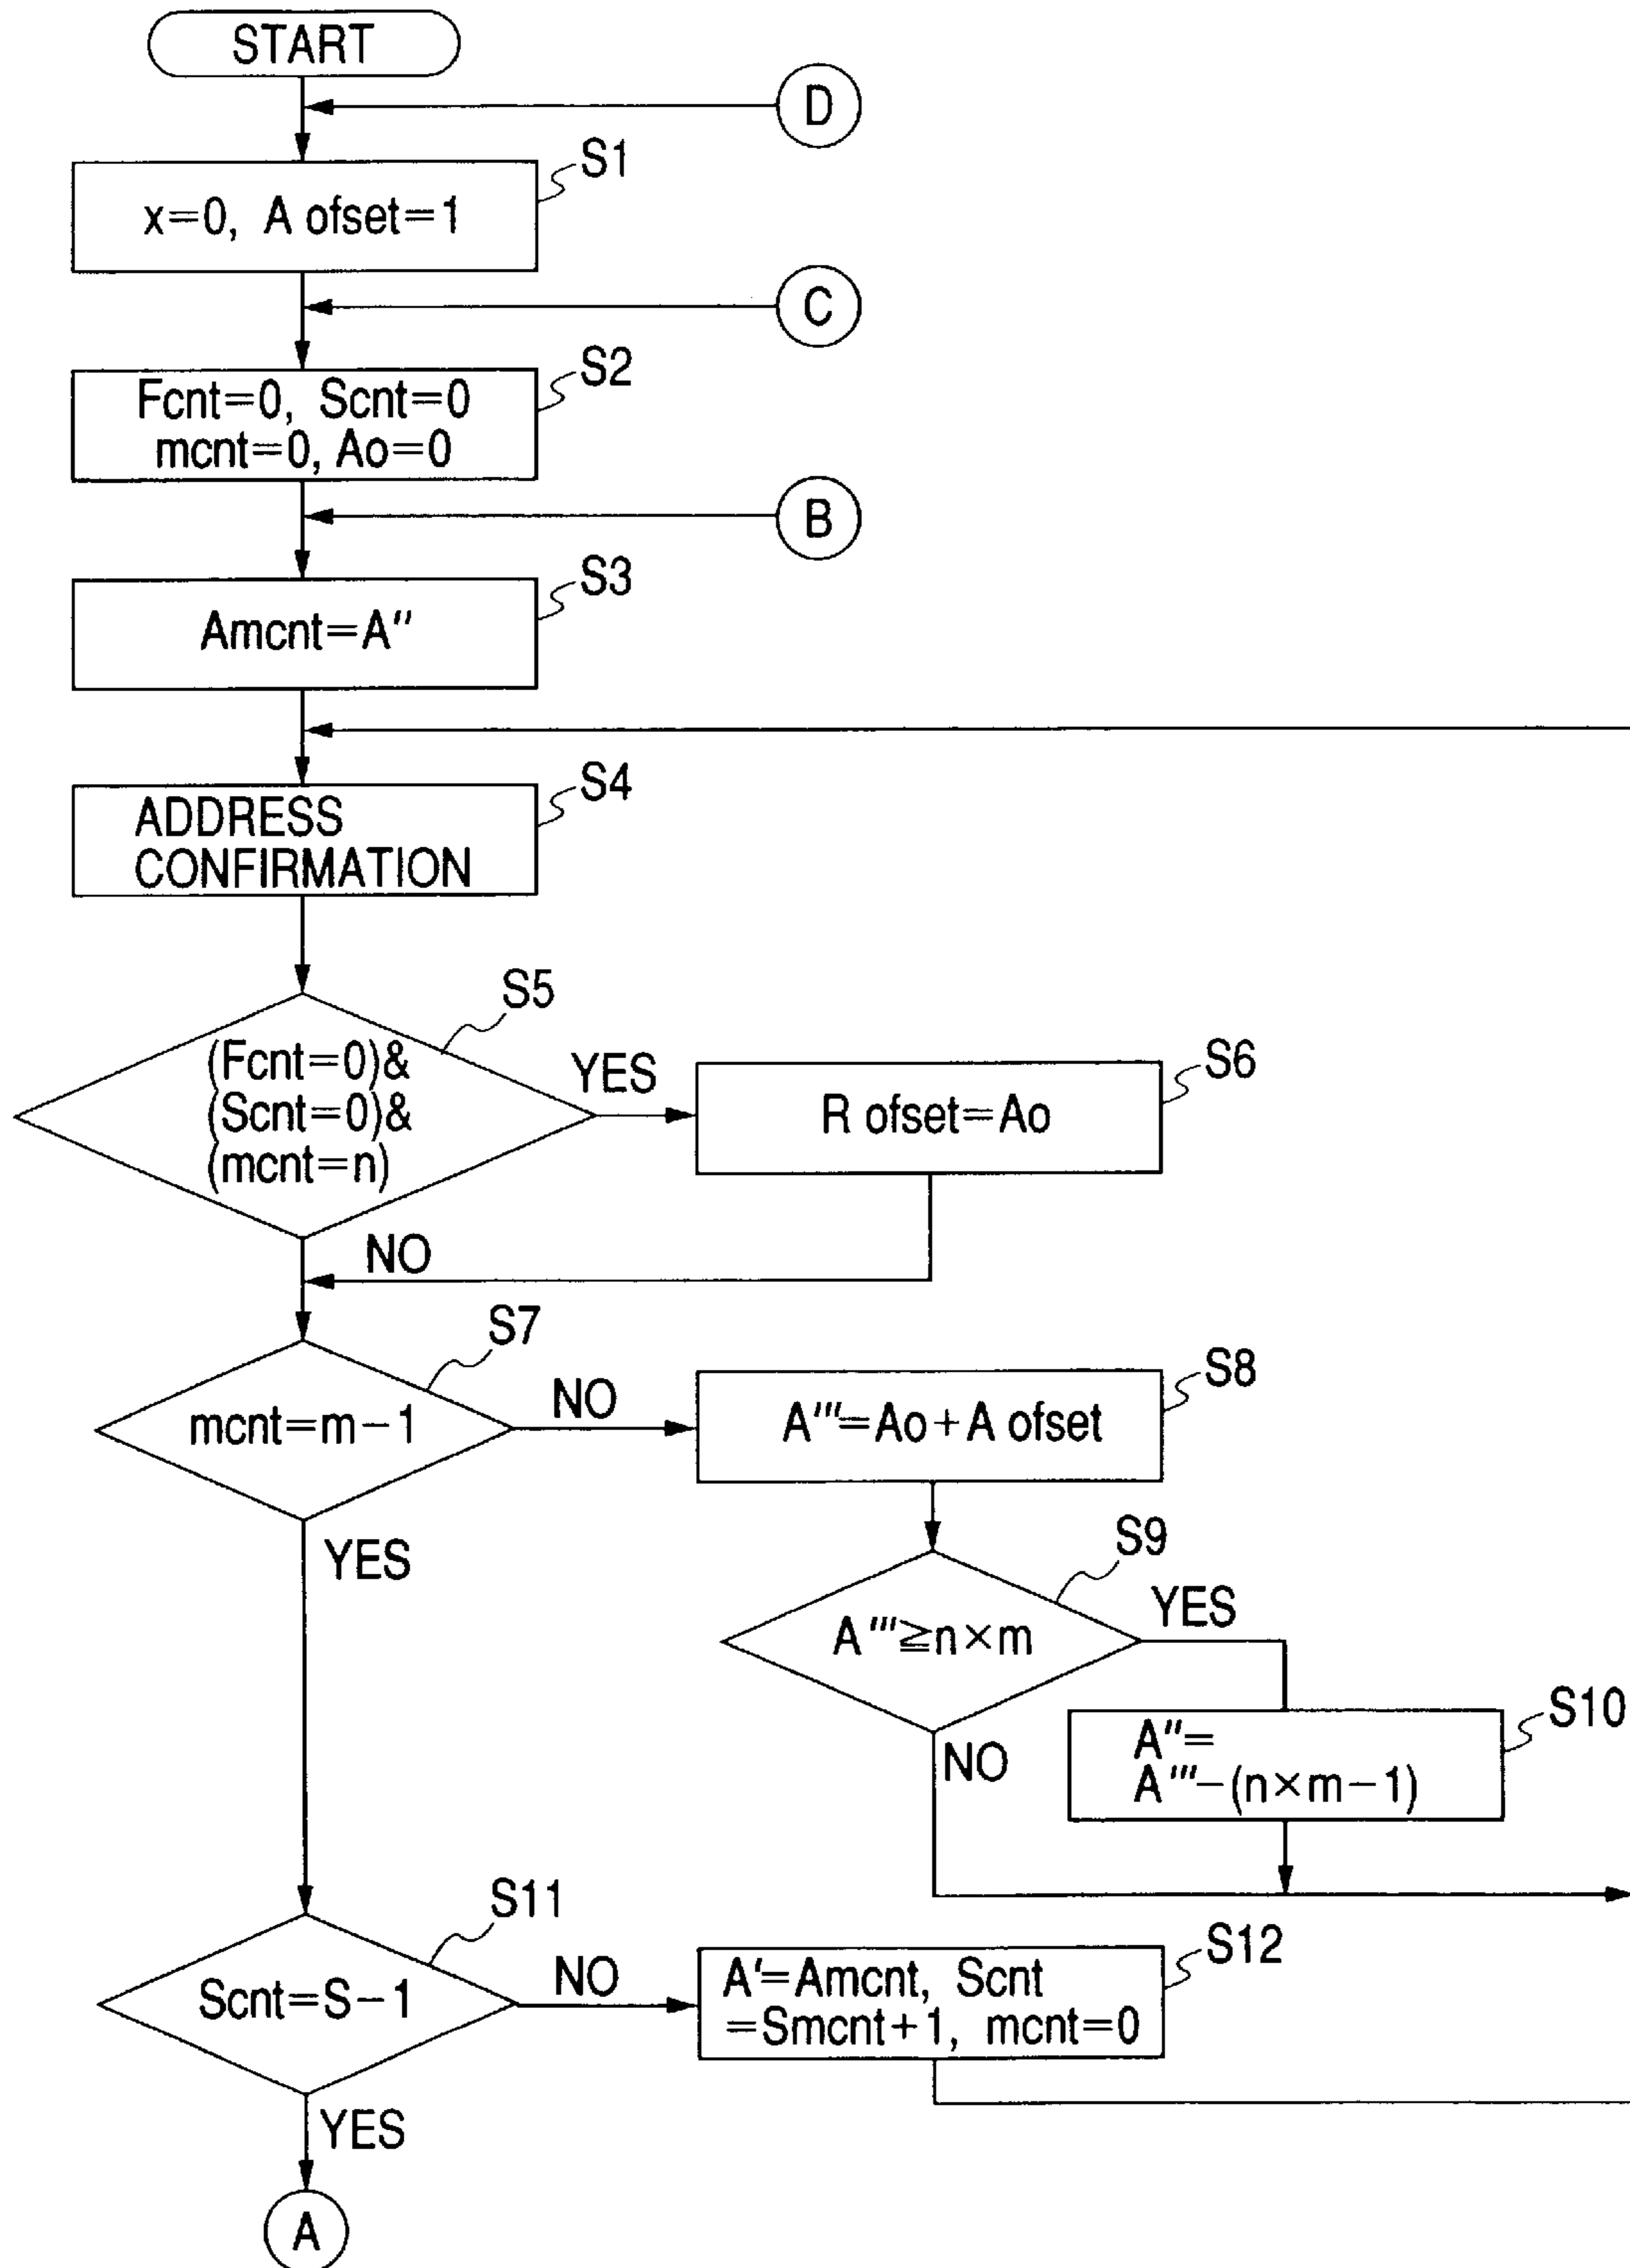 START
D
S1
x=0, A ofset=1
C
S2
Fcnt=0, Scnt=0
mcnt=0, Ao=0
B
S3
Amcnt=A″
S4
ADDRESS
CONFIRMATION
S5
(Fcnt=0)&
(Scnt=0)&
(mcnt=n)
YES
S6
R ofset=Ao
NO
S7
mcnt=m−1
NO
S8
A‴=Ao+A ofset
YES
S9
A‴≧n×m
YES
S10
A″=
A‴−(n×m−1)
NO
S11
Scnt=S−1
NO
S12
A′=Amcnt, Scnt
=Smcnt+1, mcnt=0
YES
A